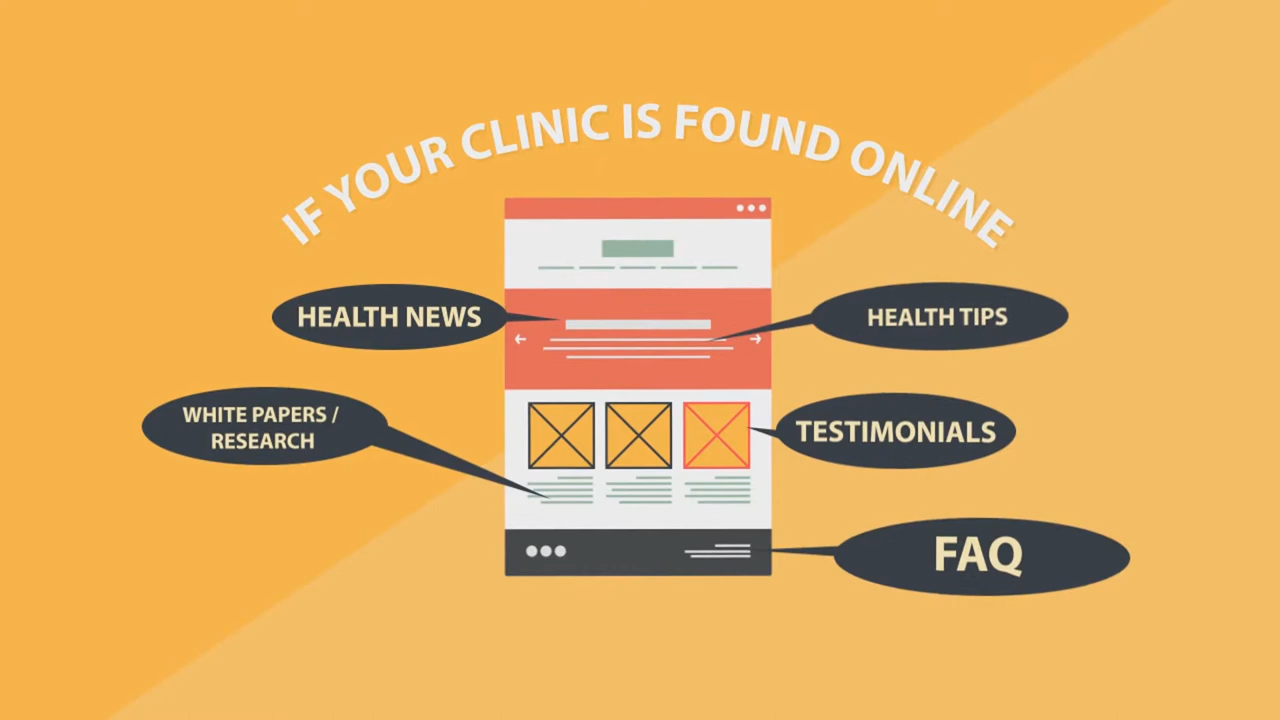 IF YOUR CLINIC IS FOUND ONLINE
HEALTH NEWS
HEALTH TIPS
WHITE PAPERS /
RESEARCH
TESTIMONIALS
FAQ